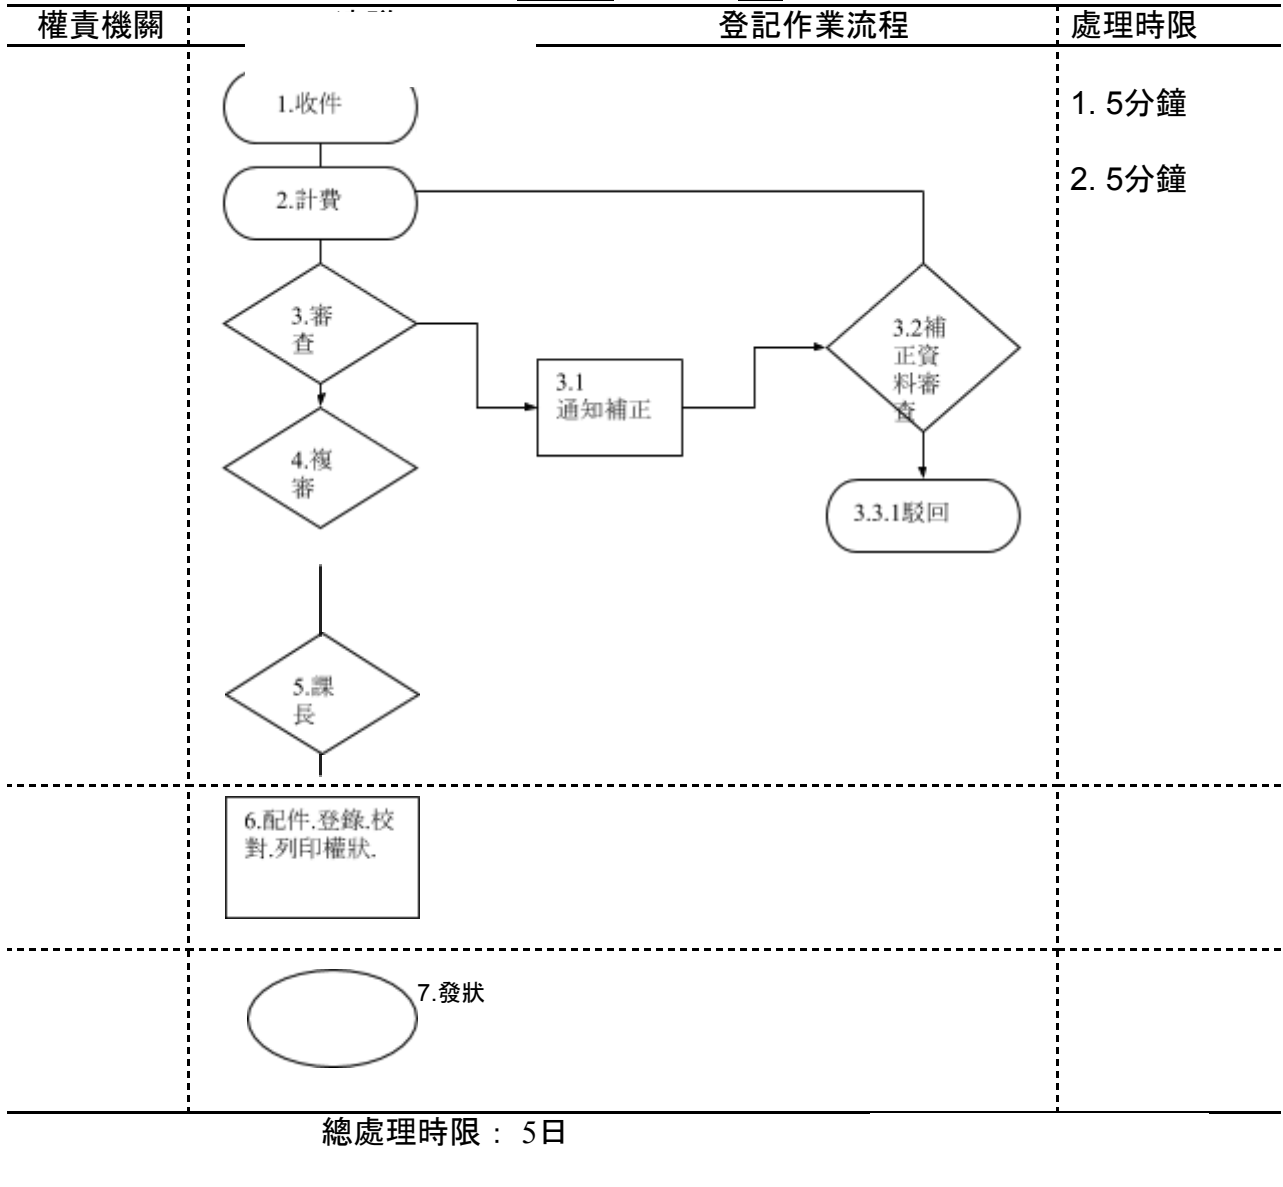 權責機關
登記作業流程
處理時限
1.收件
1. 5分鐘
2.計費
2. 5分鐘
3.審
查
3.1
通知補正
3.2補
正資
料審
查
4.複
審
3.3.1駁回
5.課
長
6.配件.登錄.校
對.列印權狀.
7.發狀
總處理時限： 5日